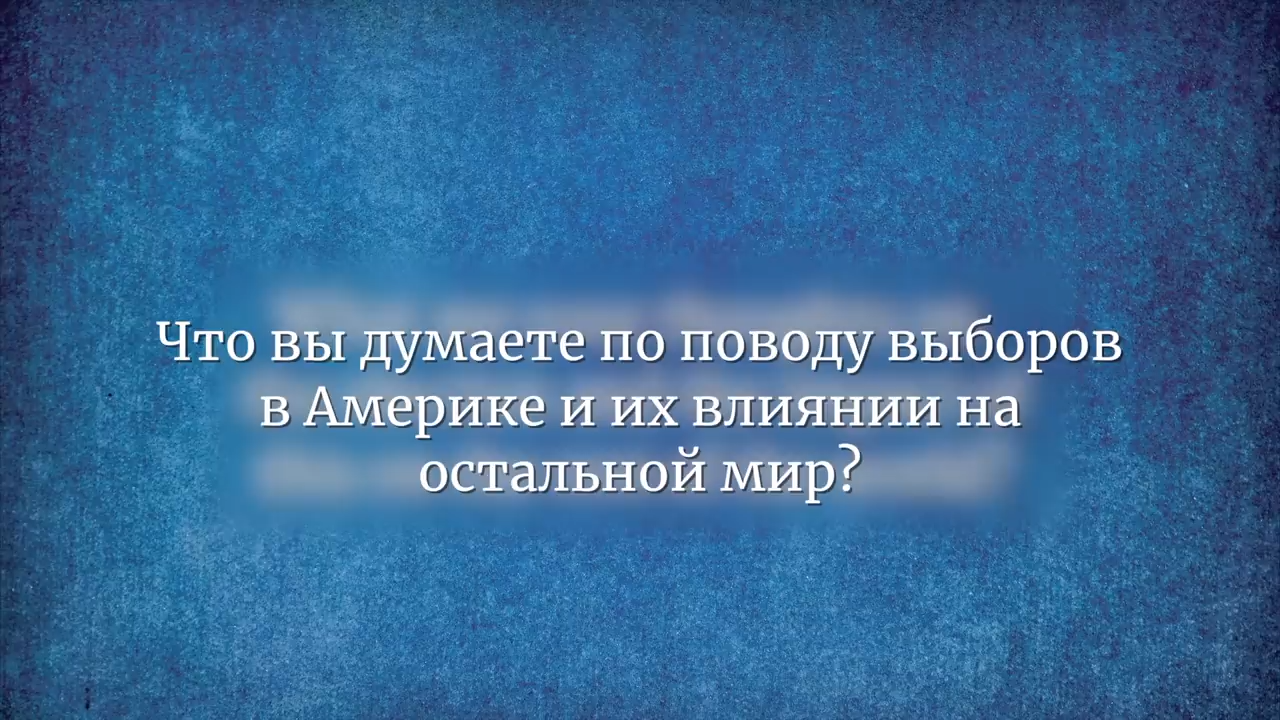 Что вы думаете по поводу выборов
в Америке и их влиянии на
остальной мир?